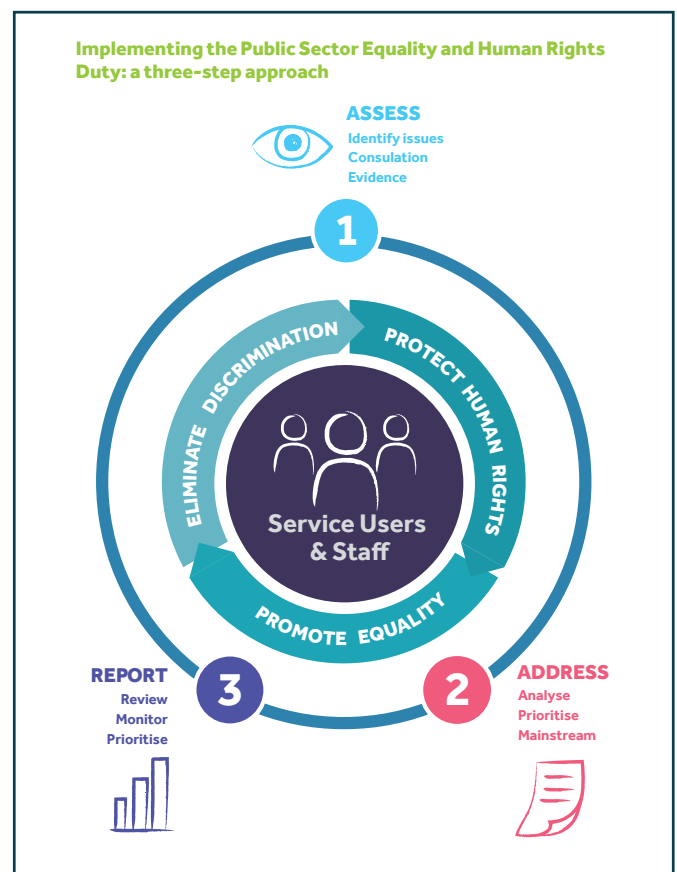 Implementing the Public Sector Equality and Human Rights
Duty: a three-step approach
ASSESS
Identify issues
Consulation
Evidence
1
ELIMINATE DISCRIMINATION
PROTECT HUMAN RIGHTS
PROMOTE EQUALITY
Service Users
& Staff
2
ADDRESS
Analyse
Prioritise
Mainstream
3
REPORT
Review
Monitor
Prioritise